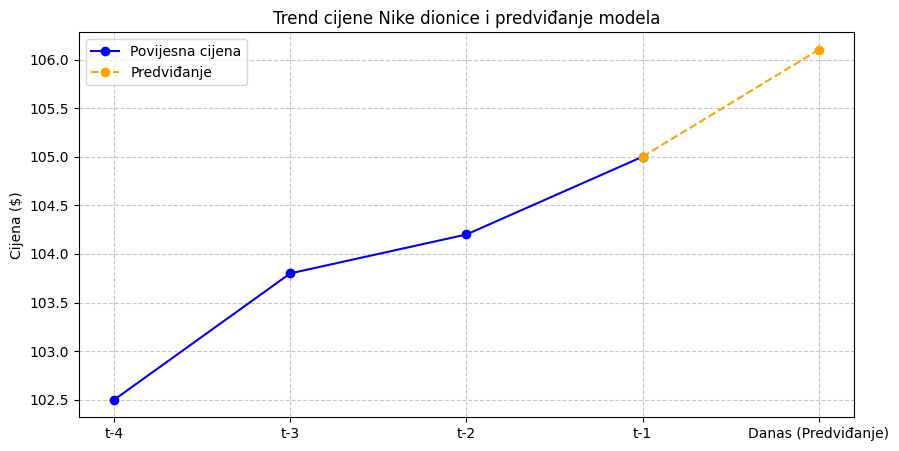 Trend cijene Nike dionice i predviđanje modela
Povijesna cijena
Predviđanje
Cijena ($)
106.0
105.5
105.0
104.5
104.0
103.5
103.0
102.5
t-4
t-3
t-2
t-1
Danas (Predviđanje)